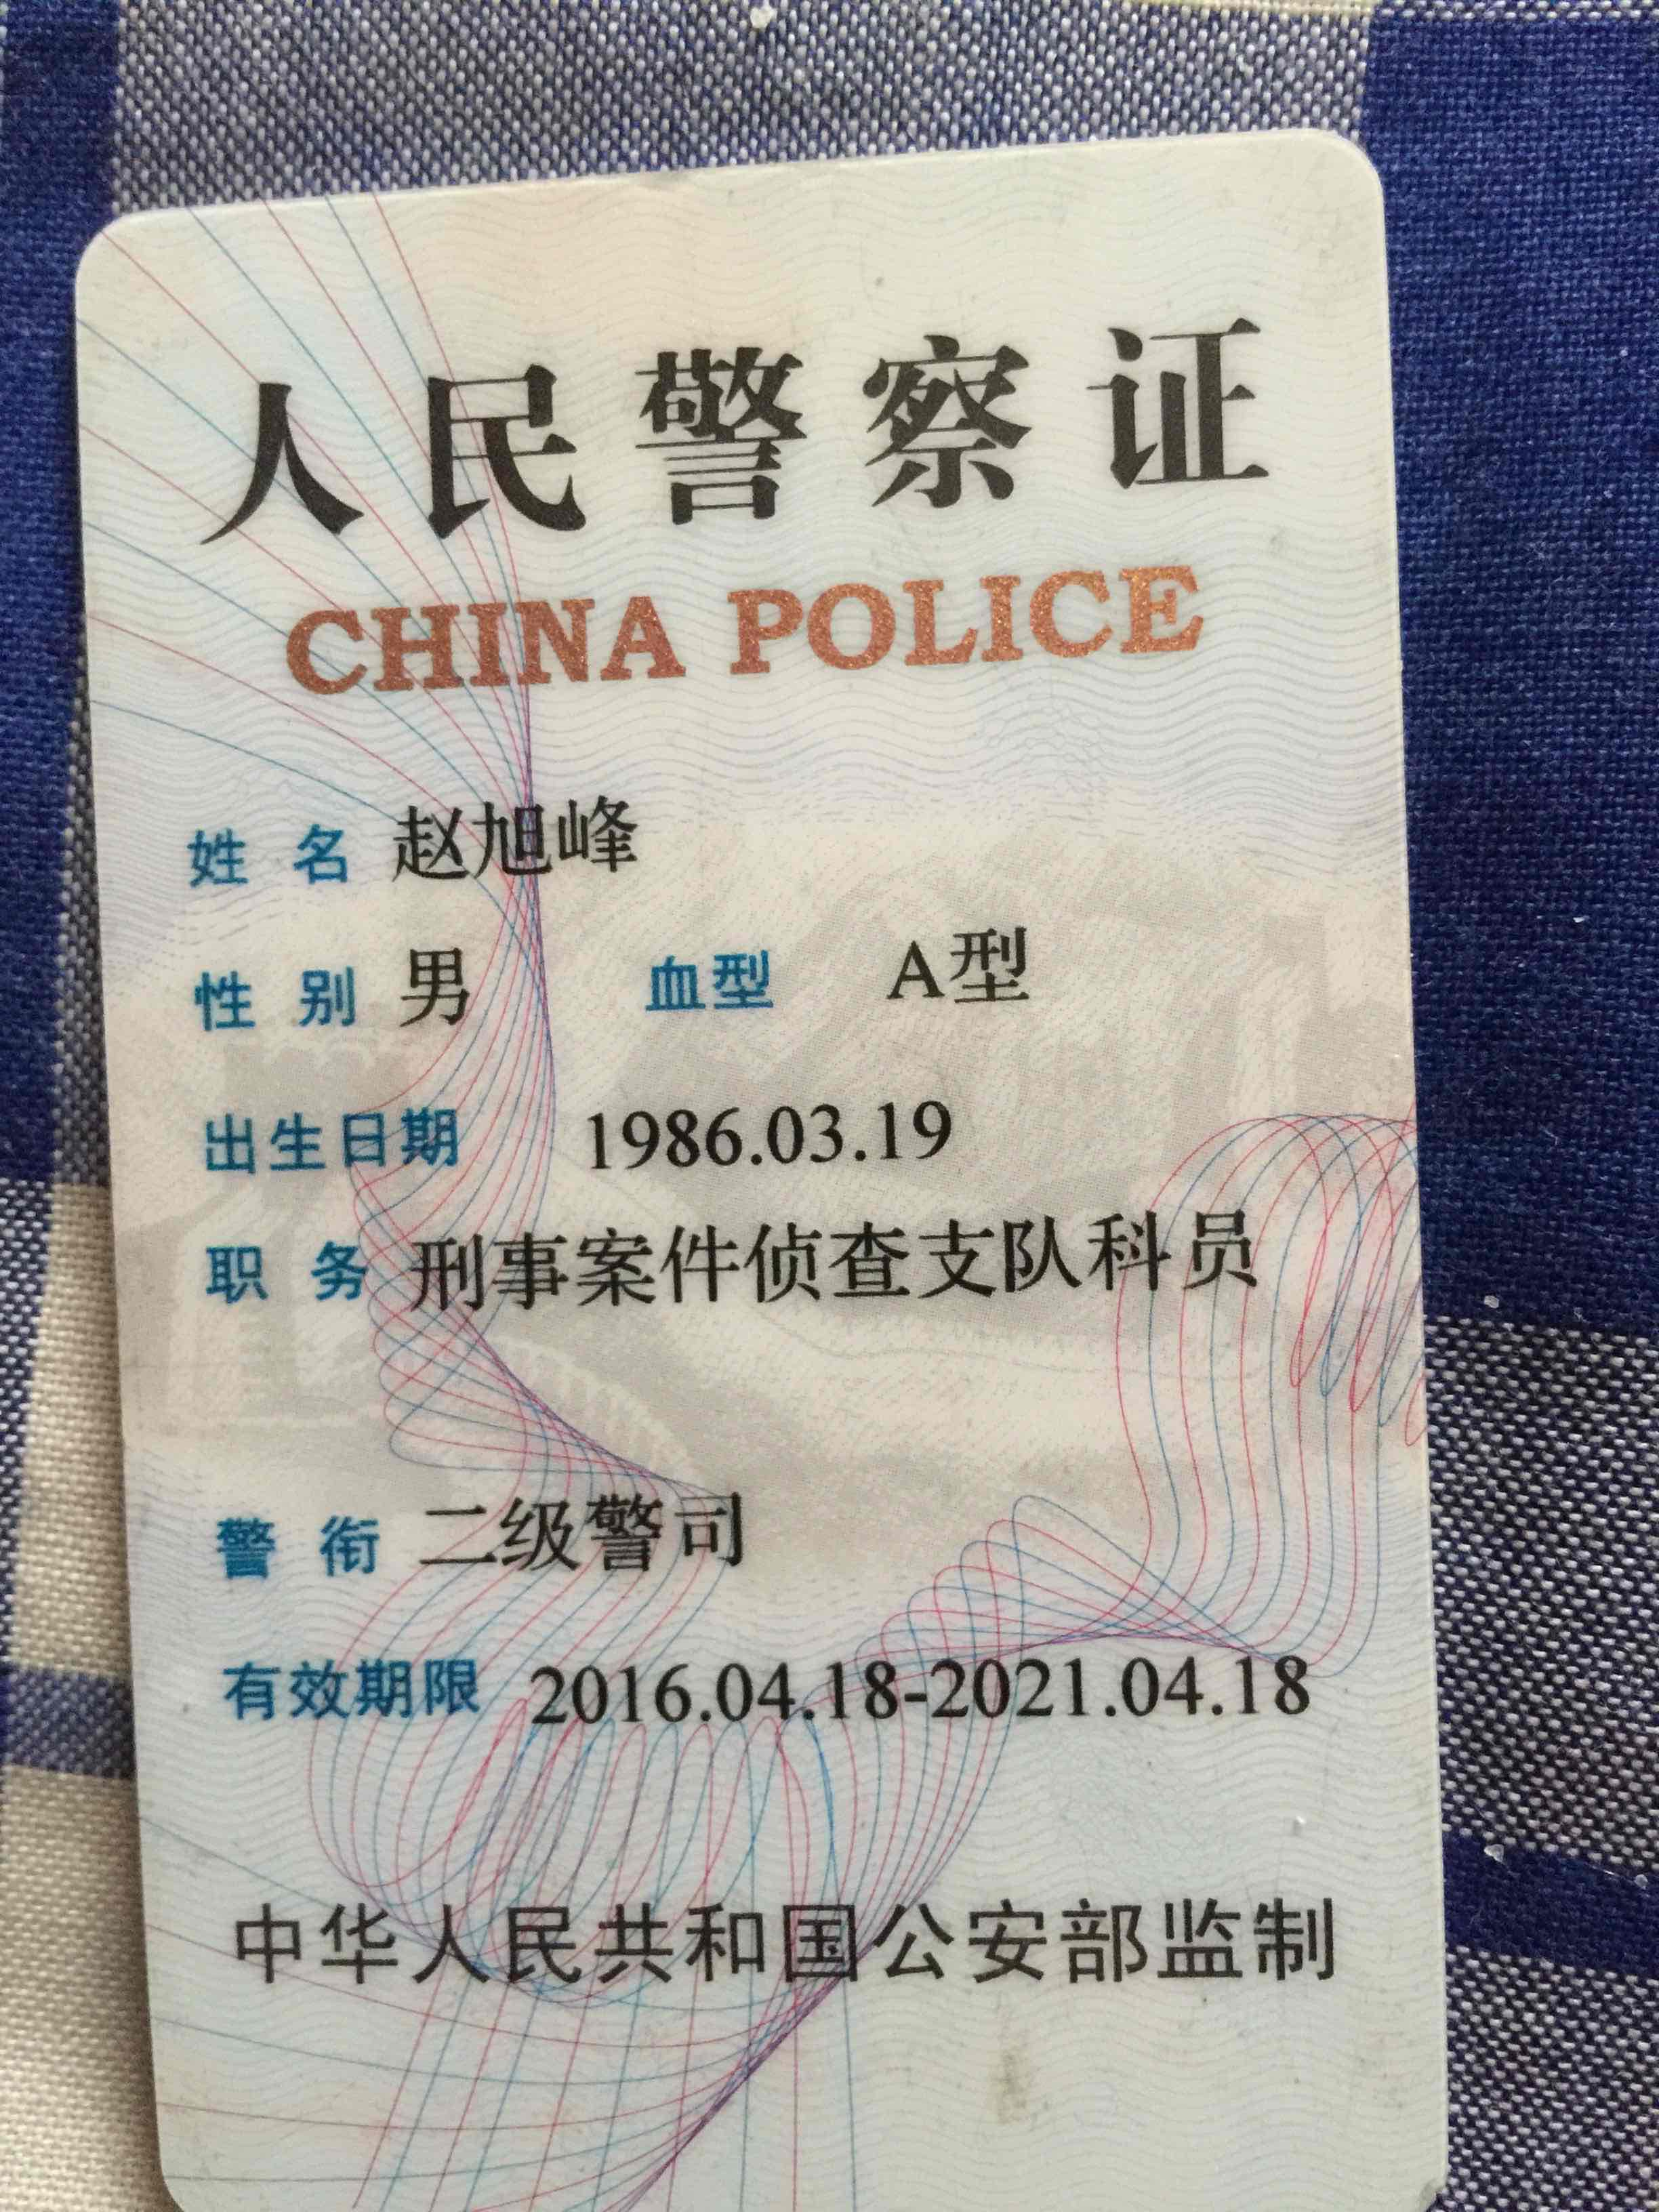 人民警察证
CHINA POLICE
姓 名 赵旭峰
性 别 男 血型 A型
出生日期 1986.03.19
职 务 刑事案件侦查支队科员
警 衔 二级警司
有效期限 2016.04.18-2021.04.18
中华人民共和国公安部监制